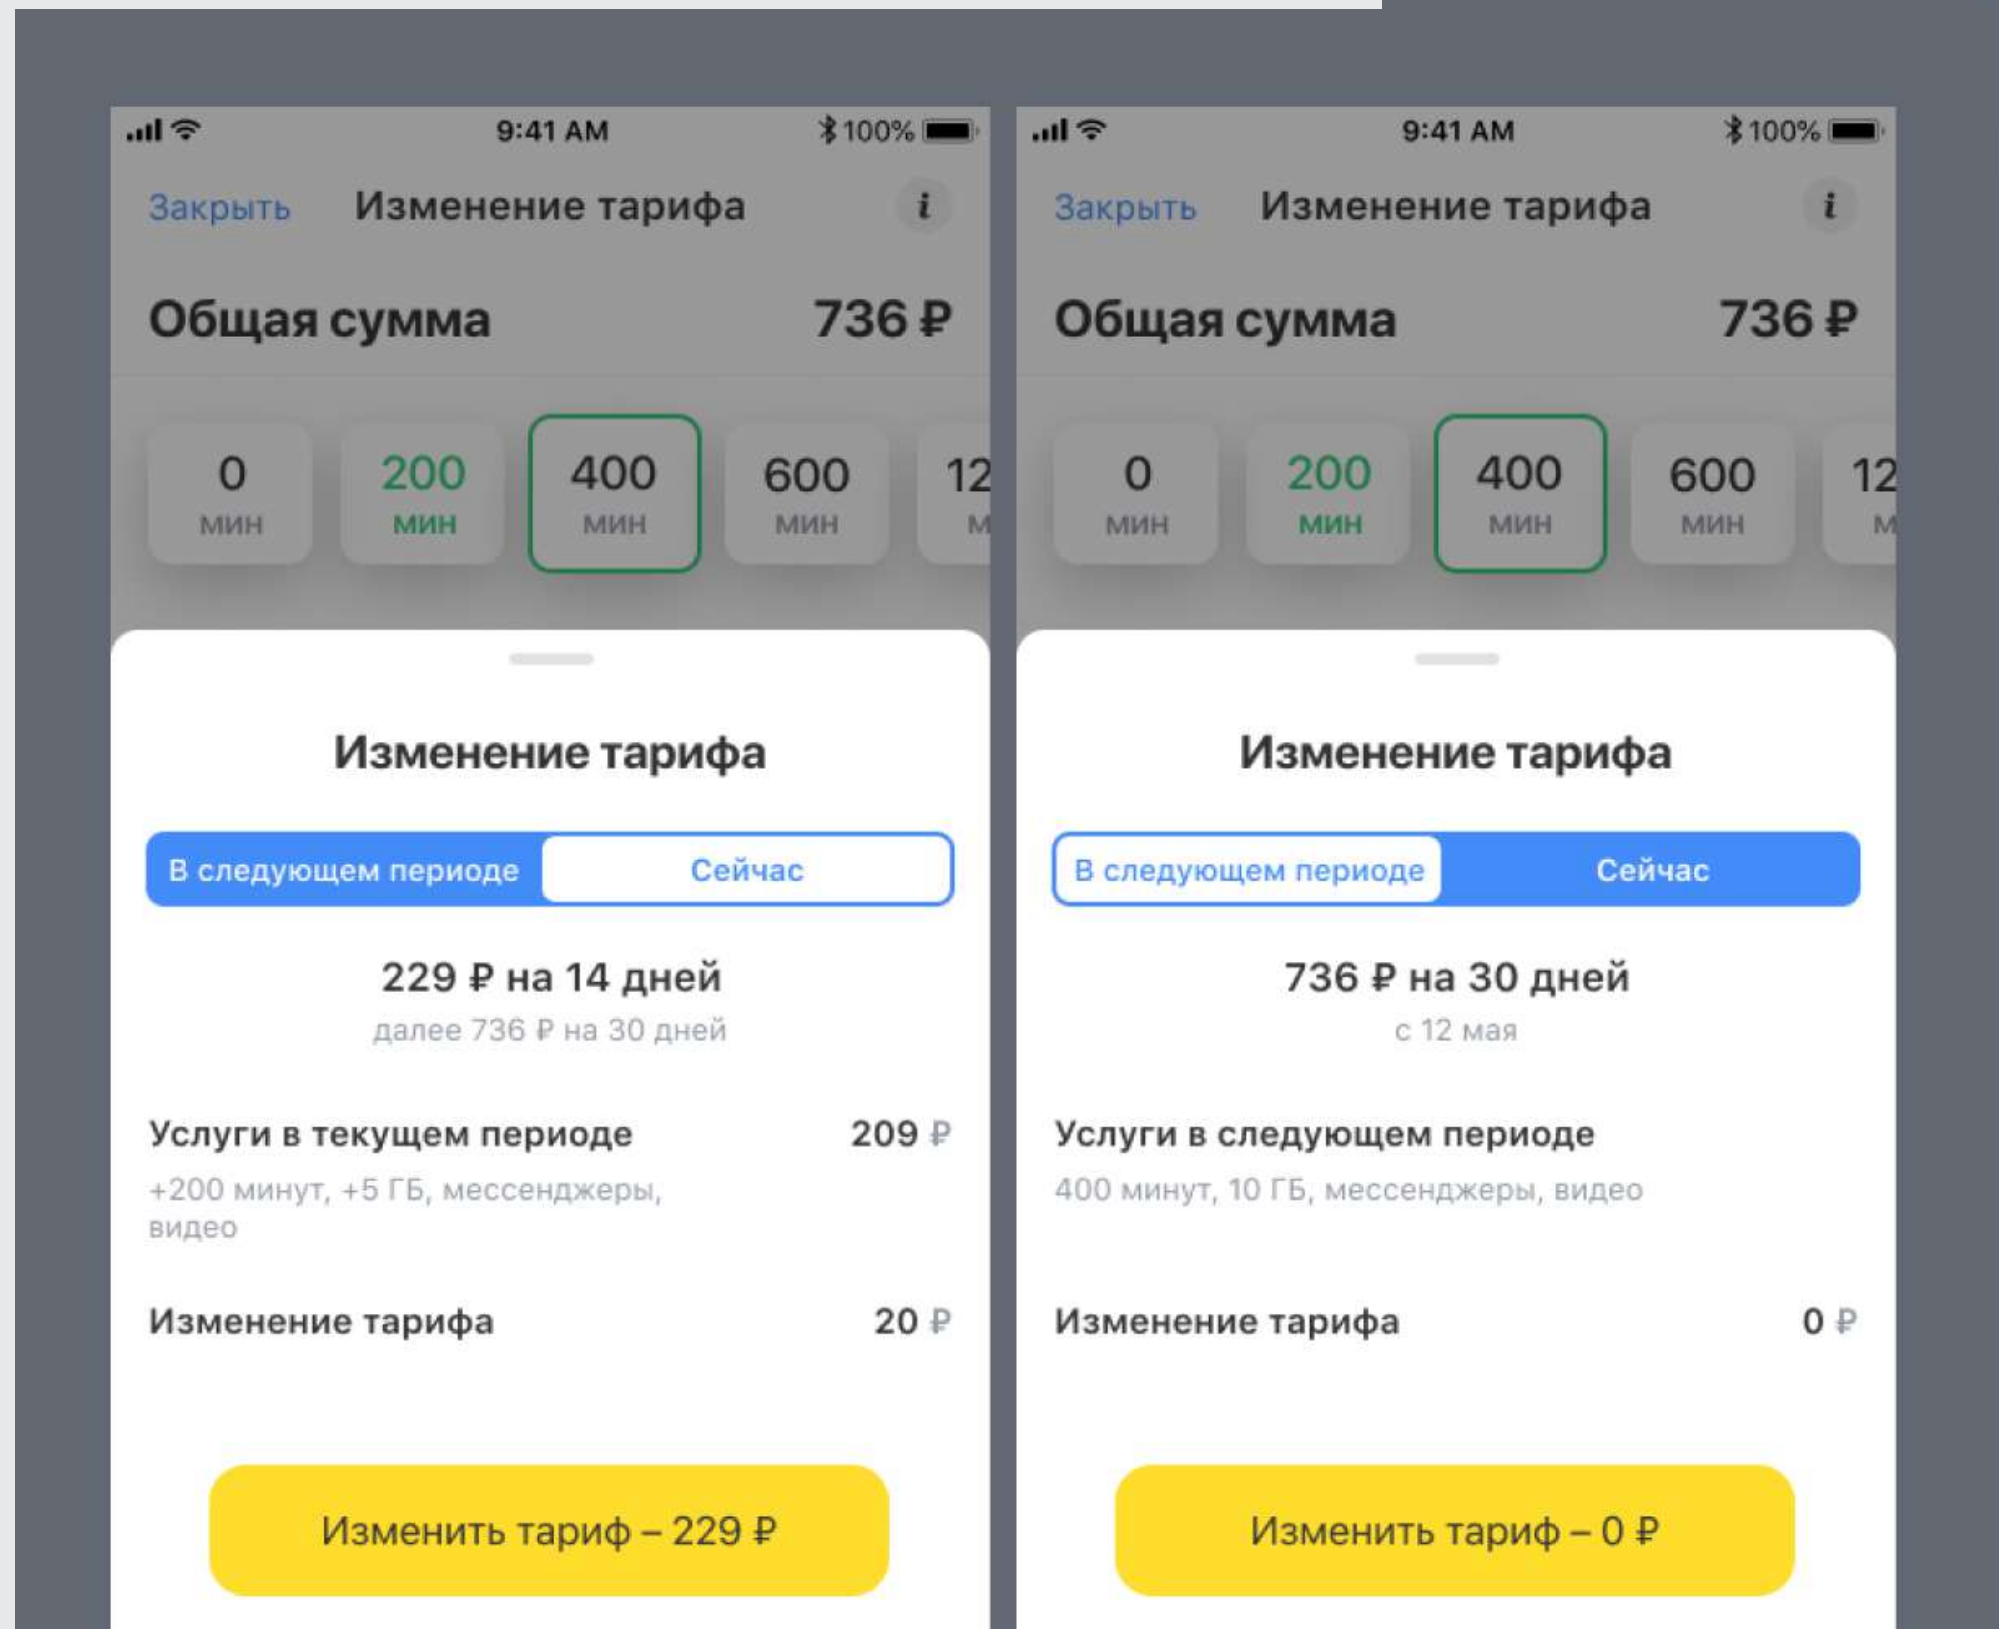 9:41 AM
100%
Закрыть
Изменение тарифа
i
Общая сумма
736 ₽
0
мин
200
мин
400
мин
600
мин
12
м
Изменение тарифа
В следующем периоде
Сейчас
229 ₽ на 14 дней
далее 736 ₽ на 30 дней
Услуги в текущем периоде
209 ₽
+200 минут, +5 ГБ, мессенджеры,
видео
Изменение тарифа
20 ₽
Изменить тариф – 229 ₽
9:41 AM
100%
Закрыть
Изменение тарифа
i
Общая сумма
736 ₽
0
мин
200
мин
400
мин
600
мин
12
м
Изменение тарифа
В следующем периоде
Сейчас
736 ₽ на 30 дней
с 12 мая
Услуги в следующем периоде
400 минут, 10 ГБ, мессенджеры, видео
Изменение тарифа
0 ₽
Изменить тариф – 0 ₽